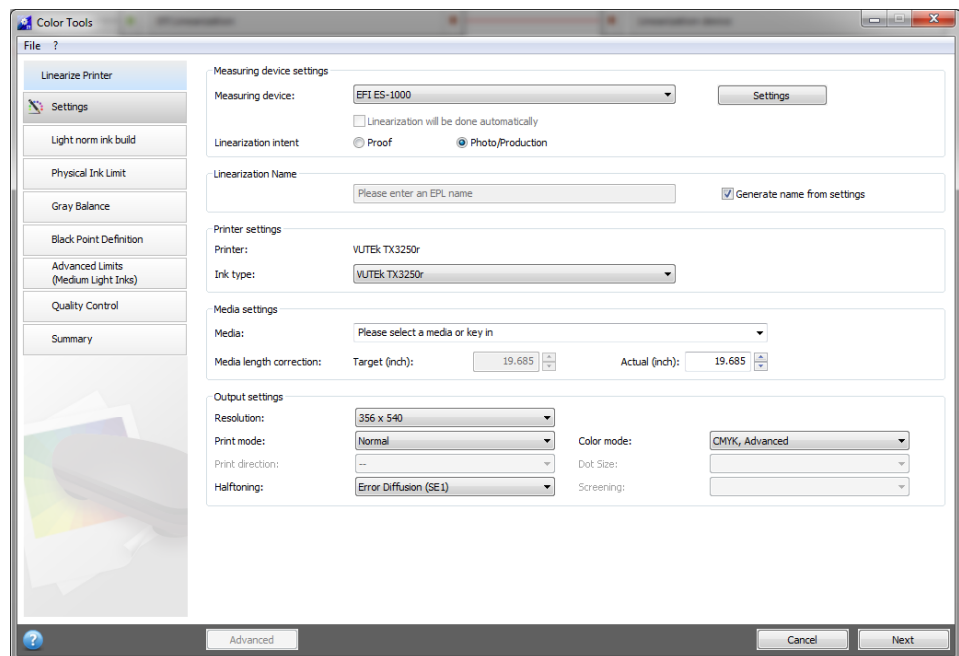 Color Tools
File ?
Linearize Printer
Settings
Light norm ink build
Physical Ink Limit
Gray Balance
Black Point Definition
Advanced Limits
(Medium Light Inks)
Quality Control
Summary
Measuring device settings
Measuring device: EFI ES-1000 Settings
Linearization will be done automatically
Linearization intent Proof Photo/Production
Linearization Name
Please enter an EPL name Generate name from settings
Printer settings
Printer: VUTEk TX3250r
Ink type: VUTEk TX3250r
Media settings
Media: Please select a media or key in
Media length correction: Target (inch): 19.685 Actual (inch): 19.685
Output settings
Resolution: 356 x 540
Print mode: Normal Color mode: CMYK, Advanced
Print direction: -- Dot Size:
Halftoning: Error Diffusion (SE1) Screening:
? Advanced Cancel Next